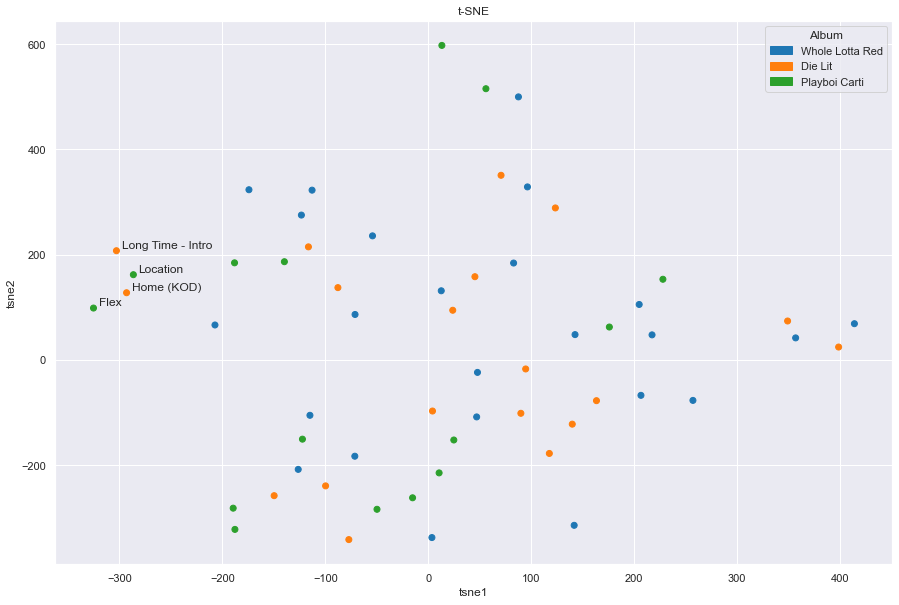 t-SNE
Album
Whole Lotta Red
Die Lit
Playboi Carti
600
400
200
0
−200
tsne2
Long Time - Intro
Location
Home (KOD)
Flex
−300
−200
−100
0
100
200
300
400
tsne1